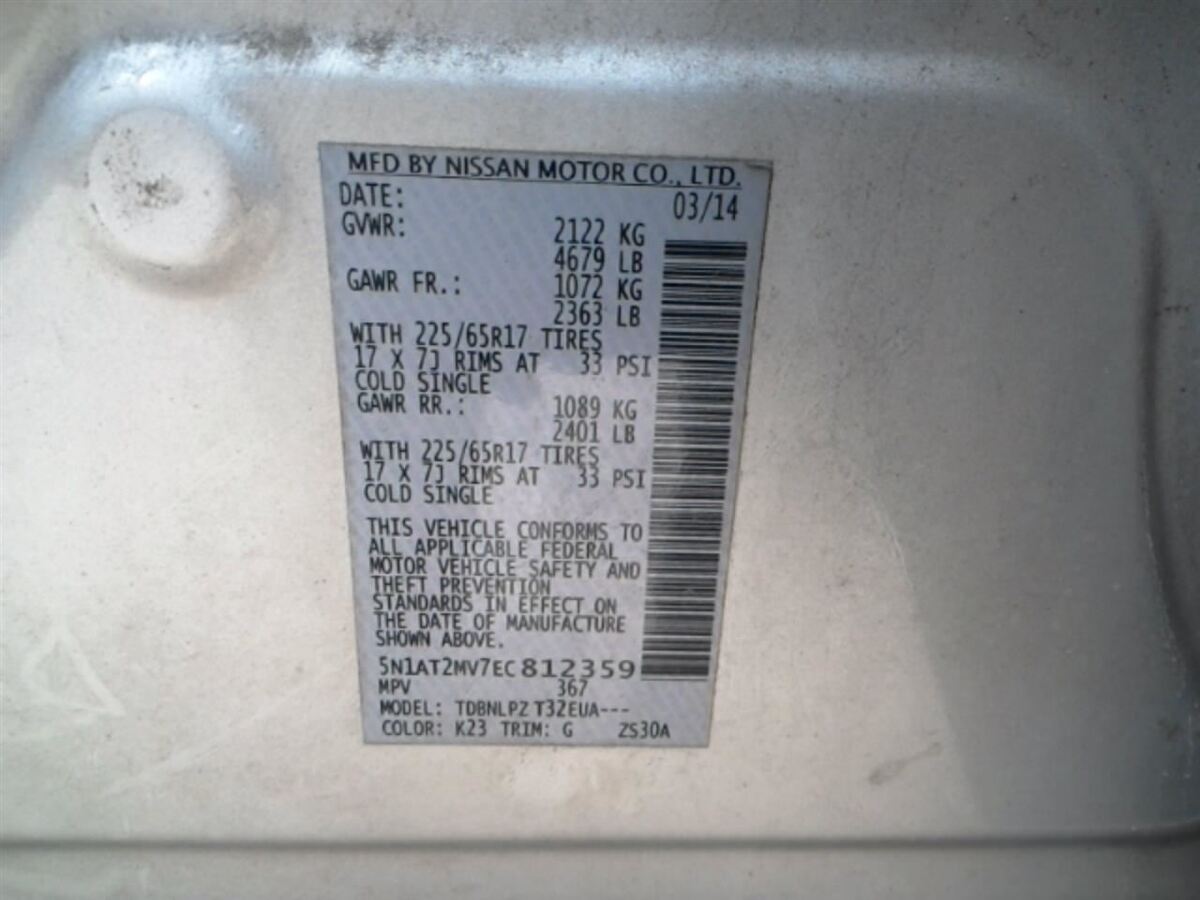 MFD BY NISSAN MOTOR CO., LTD.
DATE: 03/14
GVWR: 2122 KG
4679 LB
GAWR FR.: 1072 KG
2363 LB
WITH 225/65R17 TIRES
17 X 7J RIMS AT 33 PSI
COLD SINGLE
GAWR RR.: 1089 KG
2401 LB
WITH 225/65R17 TIRES
17 X 7J RIMS AT 33 PSI
COLD SINGLE
THIS VEHICLE CONFORMS TO
ALL APPLICABLE FEDERAL
MOTOR VEHICLE SAFETY AND
THEFT PREVENTION
STANDARDS IN EFFECT ON
THE DATE OF MANUFACTURE
SHOWN ABOVE.
5N1AT2MV7EC812359
MPV 367
MODEL: TDBNLPZ T32EUA---
COLOR: K23 TRIM: G ZS30A